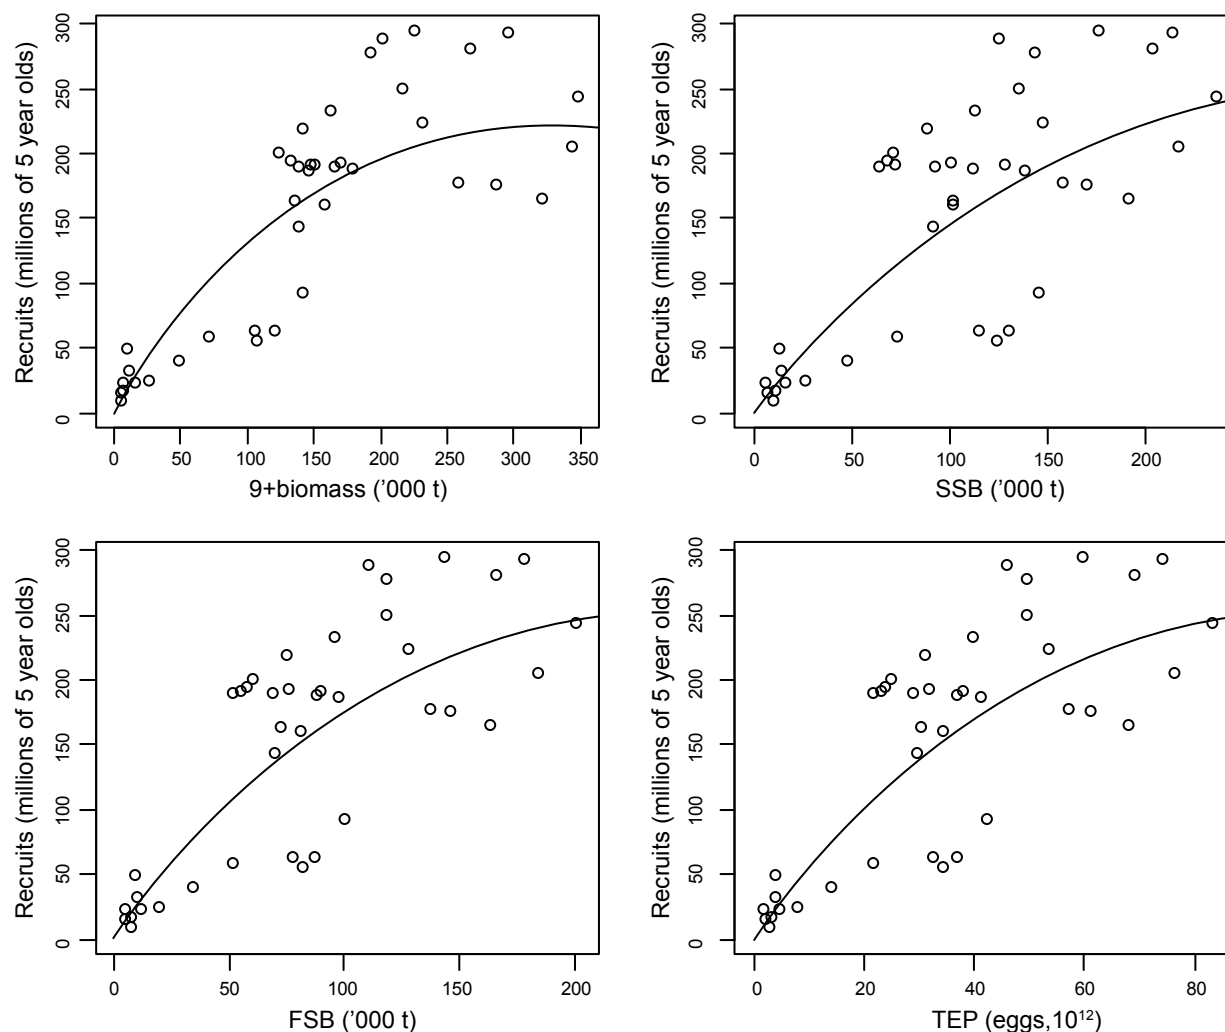 Recruits (millions of 5 year olds)
300
250
200
150
100
50
0
0 50 100 150 200 250 300 350
9+biomass ('000 t)
Recruits (millions of 5 year olds)
300
250
200
150
100
50
0
0 50 100 150 200
SSB ('000 t)
Recruits (millions of 5 year olds)
300
250
200
150
100
50
0
0 50 100 150 200
FSB ('000 t)
Recruits (millions of 5 year olds)
300
250
200
150
100
50
0
0 20 40 60 80
TEP (eggs,10¹²)